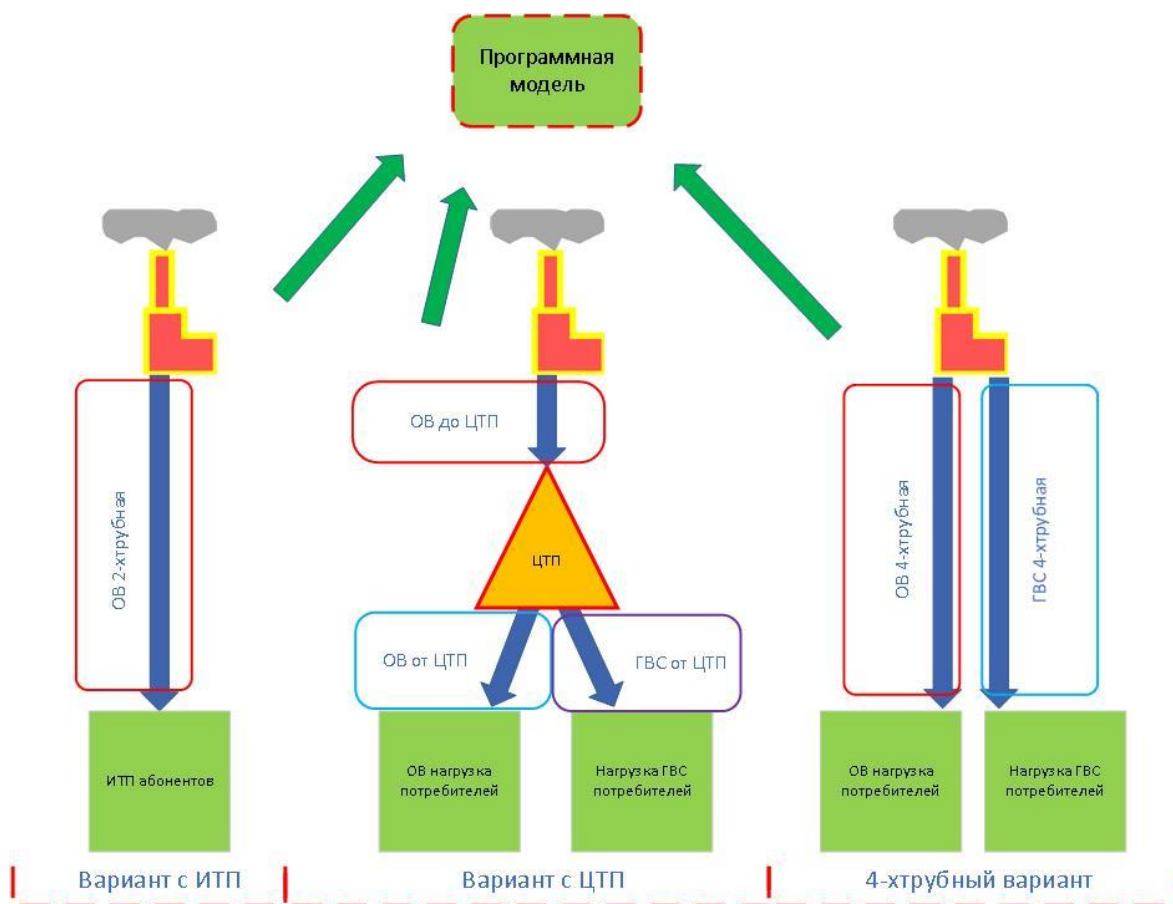 Программная
модель
ОВ 2-хтрубная
ОВ до ЦТП
ЦТП
ОВ от ЦТП
ГВС от ЦТП
ОВ 4-хтрубная
ГВС 4-хтрубная
ИТП абонентов
ОВ нагрузка
потребителей
Нагрузка ГВС
потребителей
ОВ нагрузка
потребителей
Нагрузка ГВС
потребителей
Вариант с ИТП
Вариант с ЦТП
4-хтрубный вариант